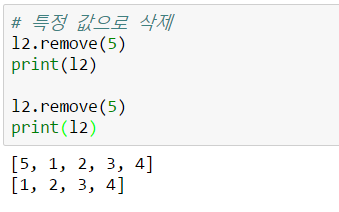 # 특정 값으로 삭제
l2.remove(5)
print(l2)

l2.remove(5)
print(l2)
[5, 1, 2, 3, 4]
[1, 2, 3, 4]